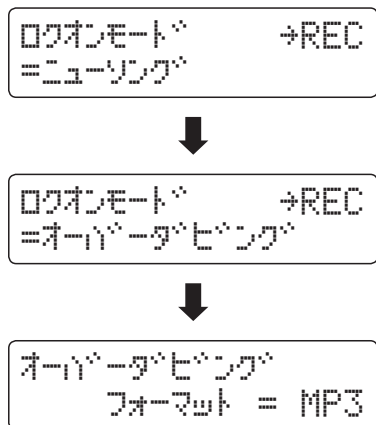 ロクオンモード →REC
=ニューソング
ロクオンモード →REC
=オーバーダビング
オーバーダビング
フォーマット = MP3